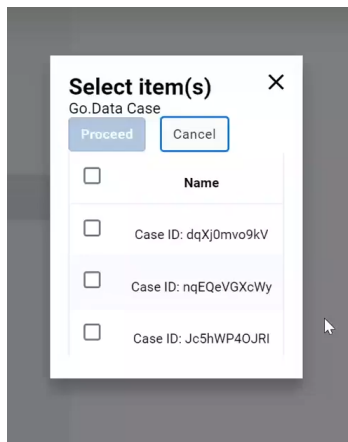 Select item(s)
Go.Data Case
Proceed Cancel
Name
Case ID: dqXj0mvo9kV
Case ID: nqEQeVGXcWy
Case ID: Jc5hWP4OJRI